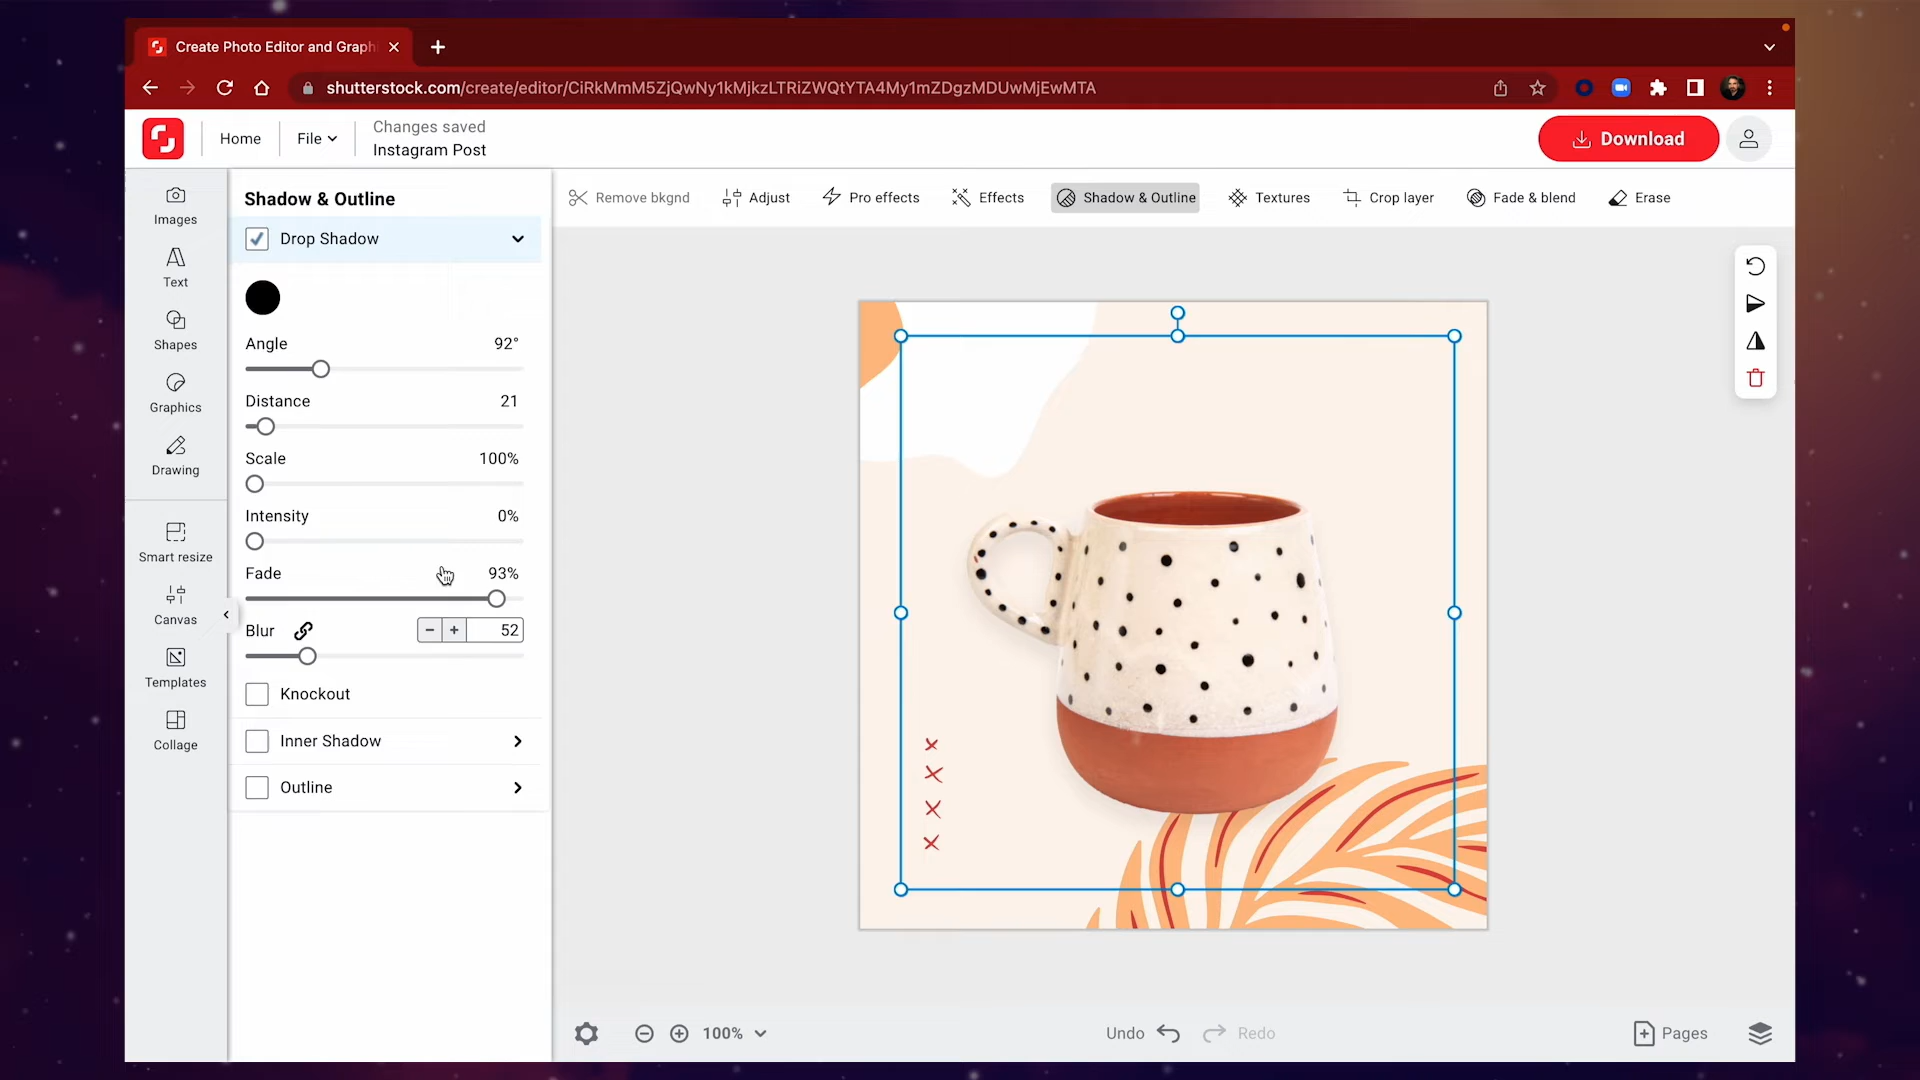 Create Photo Editor and Graph
shutterstock.com/create/editor/CiRkMmM5ZjQwNy1kMjkzLTRiZWQtYTA4My1mZDgzMDUwMjEwMTA
Home
File
Changes saved
Instagram Post
Download
Images
Text
Shapes
Graphics
Drawing
Smart resize
Canvas
Templates
Collage
Shadow & Outline
Drop Shadow
Angle 92°
Distance 21
Scale 100%
Intensity 0%
Fade 93%
Blur - + 52
Knockout
Inner Shadow
Outline
Remove bkgnd
Adjust
Pro effects
Effects
Shadow & Outline
Textures
Crop layer
Fade & blend
Erase
100%
Undo
Redo
Pages